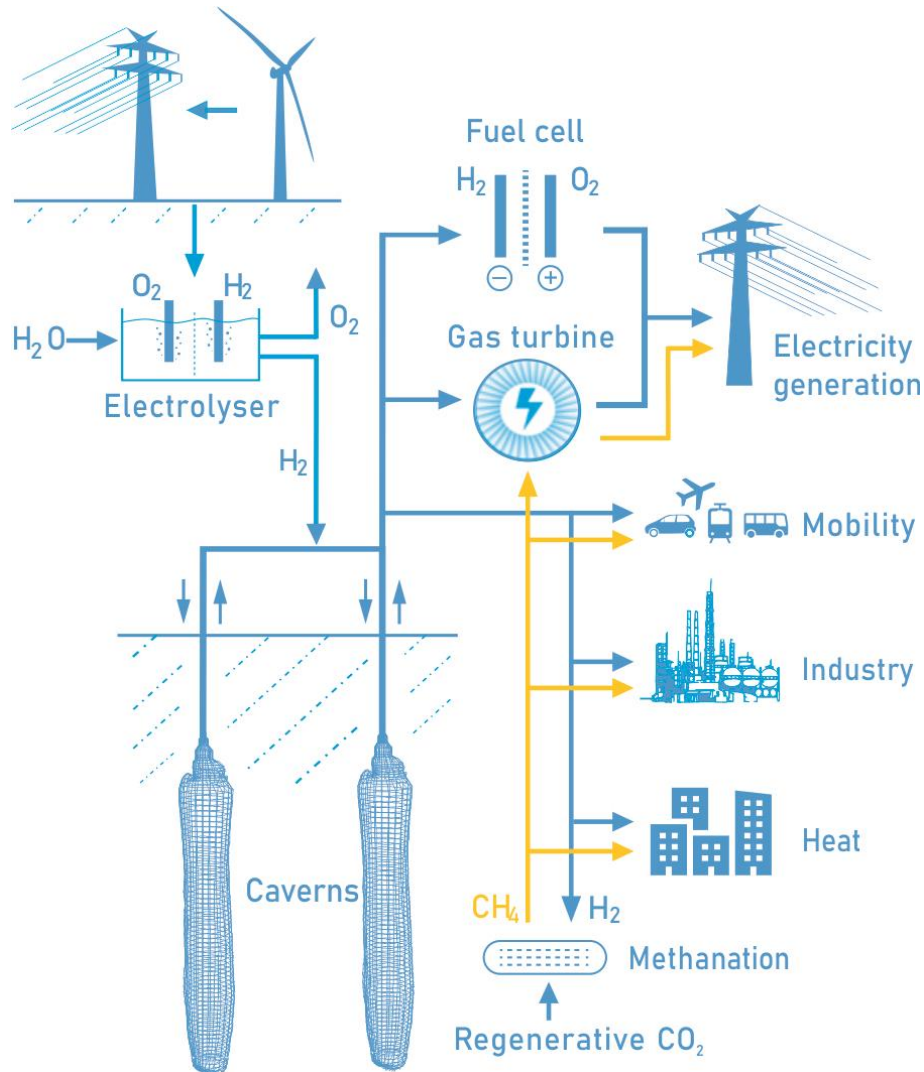 Fuel cell
H₂ O₂
− +
O₂ H₂
O₂
H₂O
Electrolyser
Gas turbine
Electricity
generation
H₂
Mobility
Industry
Heat
Caverns
CH₄ H₂
Methanation
Regenerative CO₂